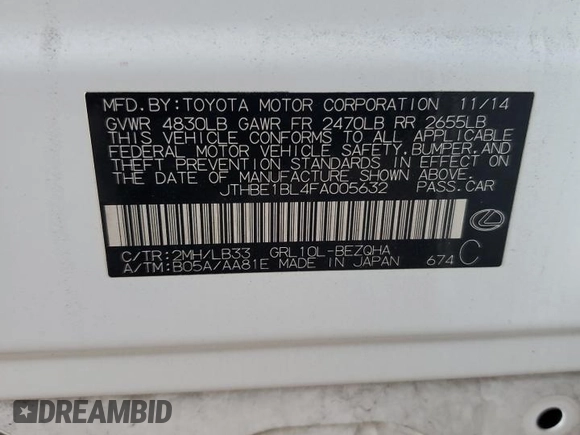 MFD.BY:TOYOTA MOTOR CORPORATION 11/14
GVWR 4830LB GAWR FR 2470LB RR 2655LB
THIS VEHICLE CONFORMS TO ALL APPLICABLE
FEDERAL MOTOR VEHICLE SAFETY,BUMPER,AND
THEFT PREVENTION STANDARDS IN EFFECT ON
THE DATE OF MANUFACTURE SHOWN ABOVE.
JTHBE1BL4FA005632 PASS.CAR
C/TR:2MH/LB33 GRL10L-BEZQHA
A/TM:B05A/AA81E MADE IN JAPAN 674 C
DREAMBID